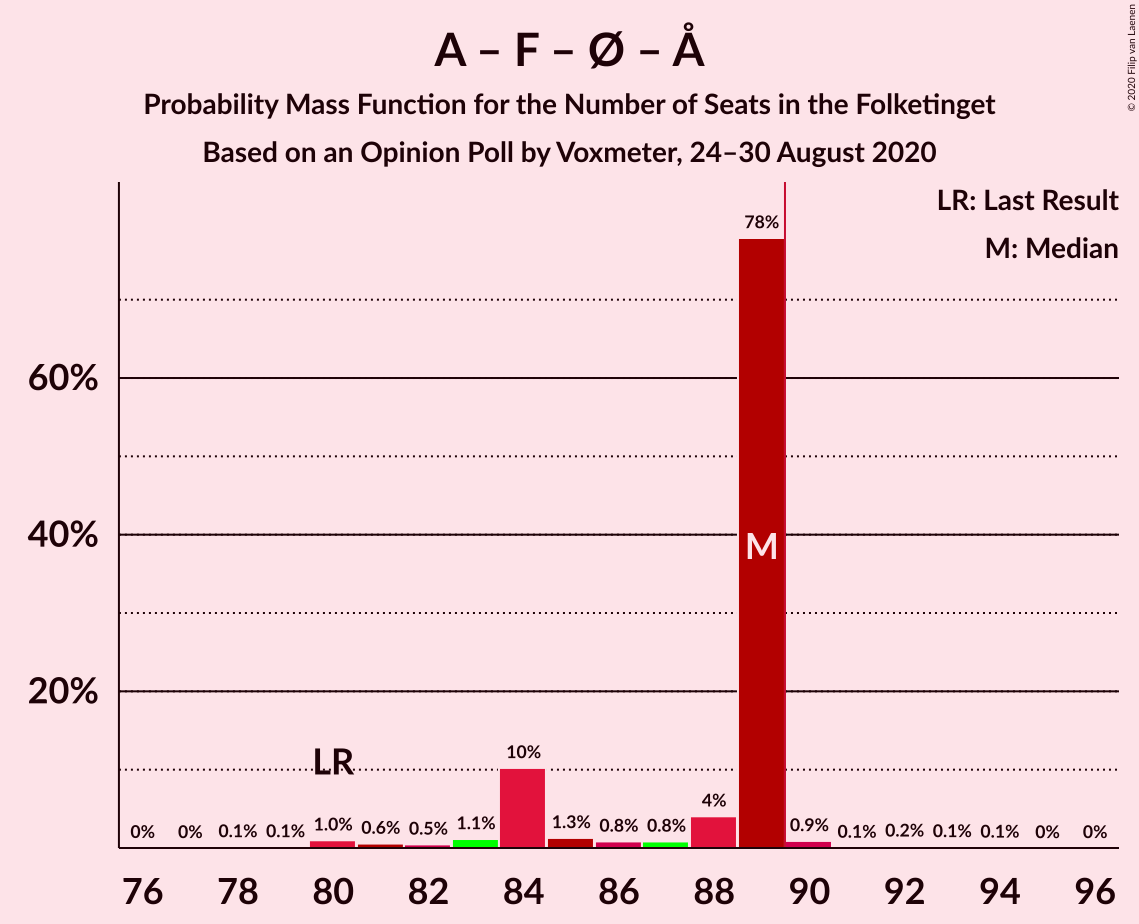 A – F – Ø – Å
Probability Mass Function for the Number of Seats in the Folketinget
Based on an Opinion Poll by Voxmeter, 24–30 August 2020
© 2020 Filip van Laenen
LR: Last Result
M: Median
78%
60%
40%
M
20%
LR
10%
4%
0% 0% 0.1% 0.1% 1.0% 0.6% 0.5% 1.1% 1.3% 0.8% 0.8% 0.9% 0.1% 0.2% 0.1% 0.1% 0% 0%
76 78 80 82 84 86 88 90 92 94 96